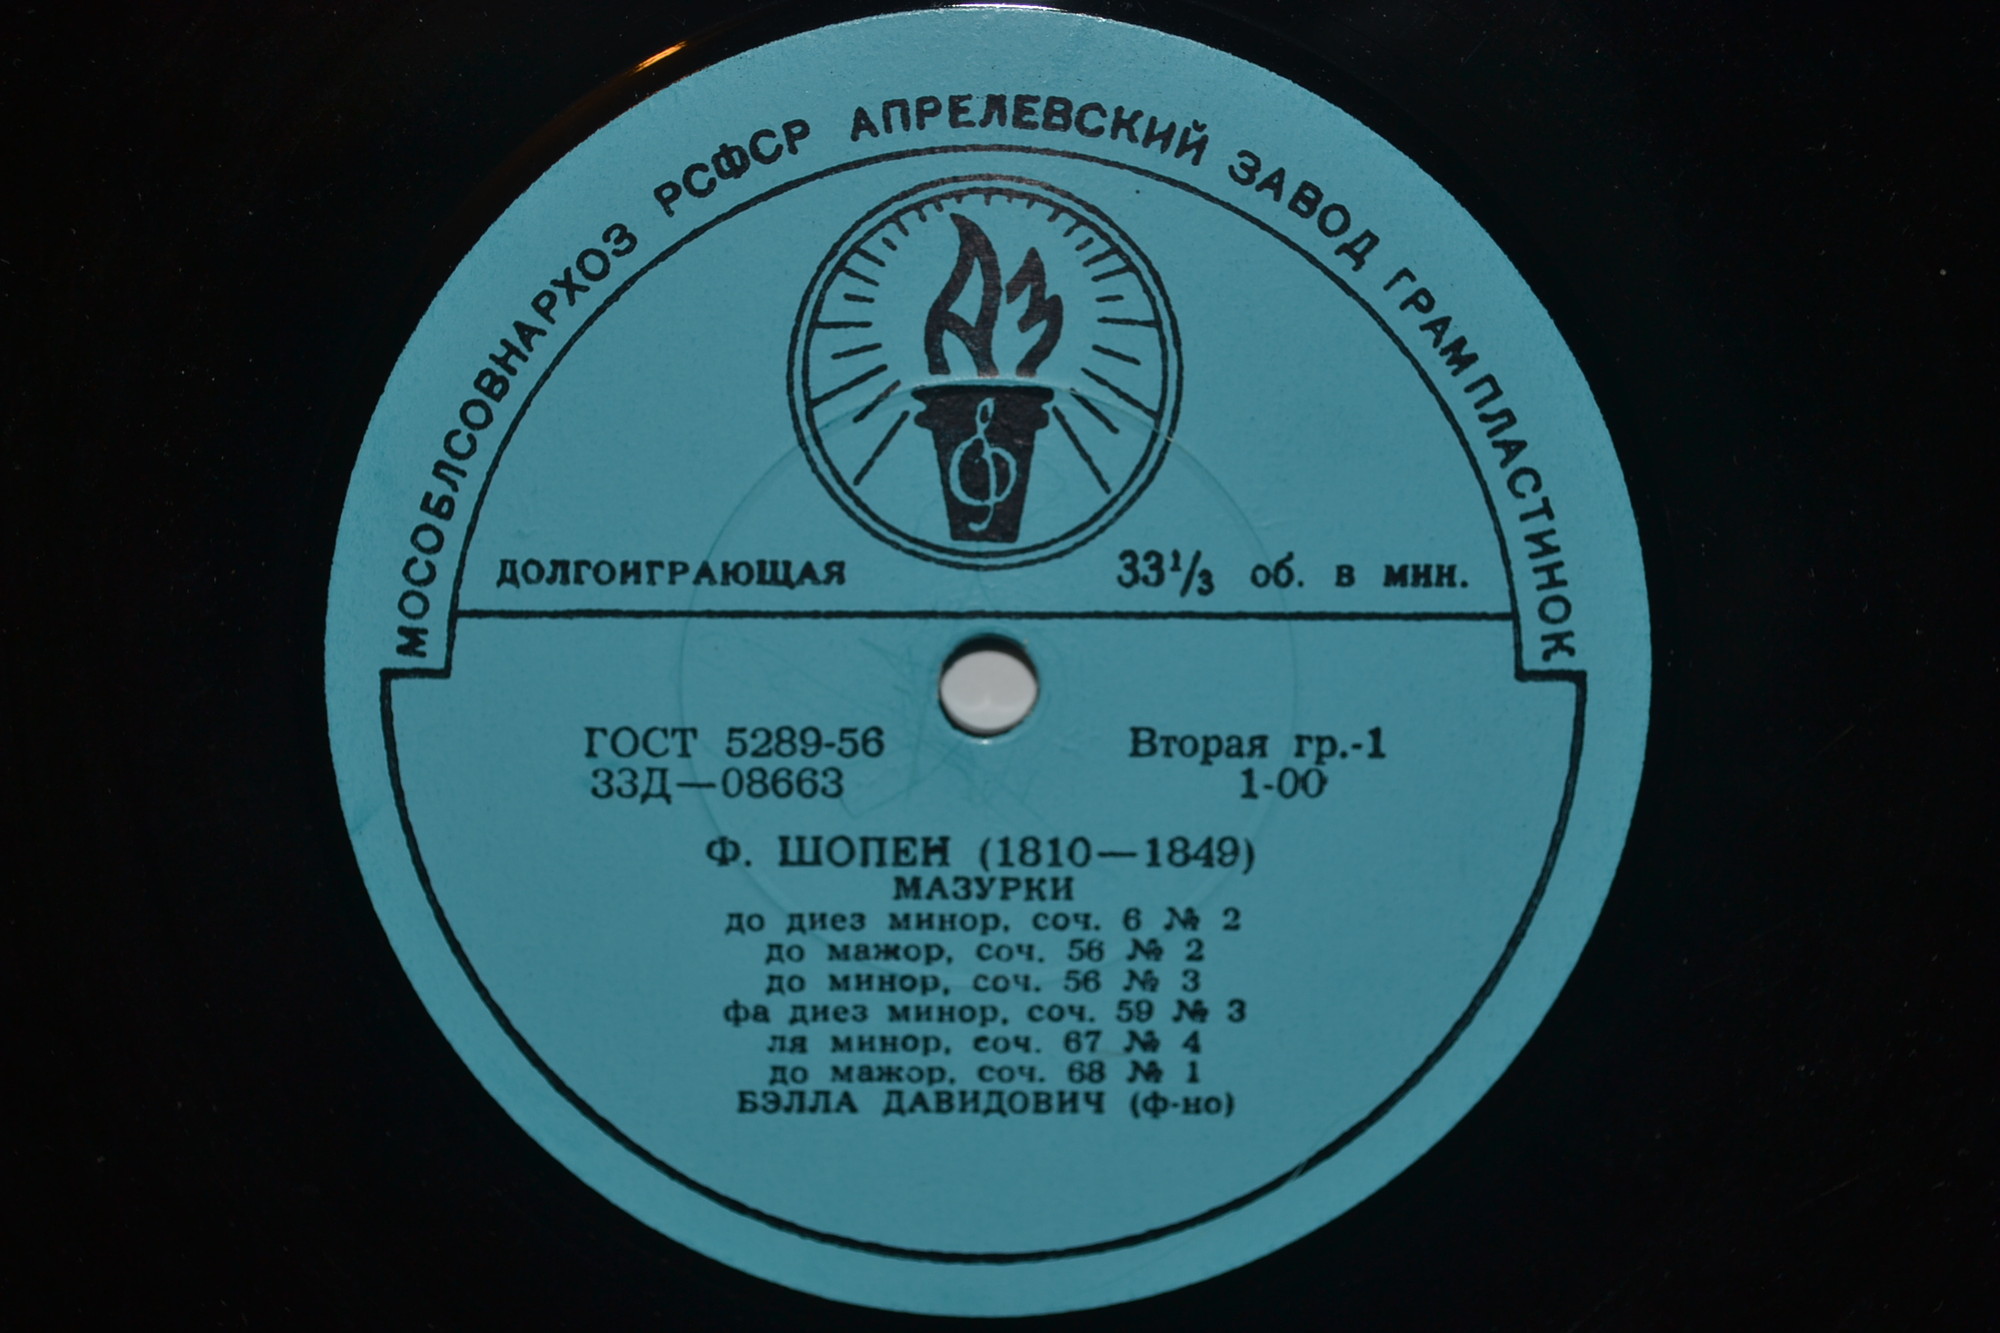 МОСОБЛСОВНАРХОЗ РСФСР АПРЕЛЕВСКИЙ ЗАВОД ГРАМПЛАСТИНОК
АЗ
ДОЛГОИГРАЮЩАЯ 33 1/3 об. в мин.
ГОСТ 5289-56 Вторая гр.-1
33Д—08663 1-00
Ф. ШОПЕН (1810—1849)
МАЗУРКИ
до диез минор, соч. 6 № 2
до мажор, соч. 56 № 2
до минор, соч. 56 № 3
фа диез минор, соч. 59 № 3
ля минор, соч. 67 № 4
до мажор, соч. 68 № 1
БЭЛЛА ДАВИДОВИЧ (ф-но)